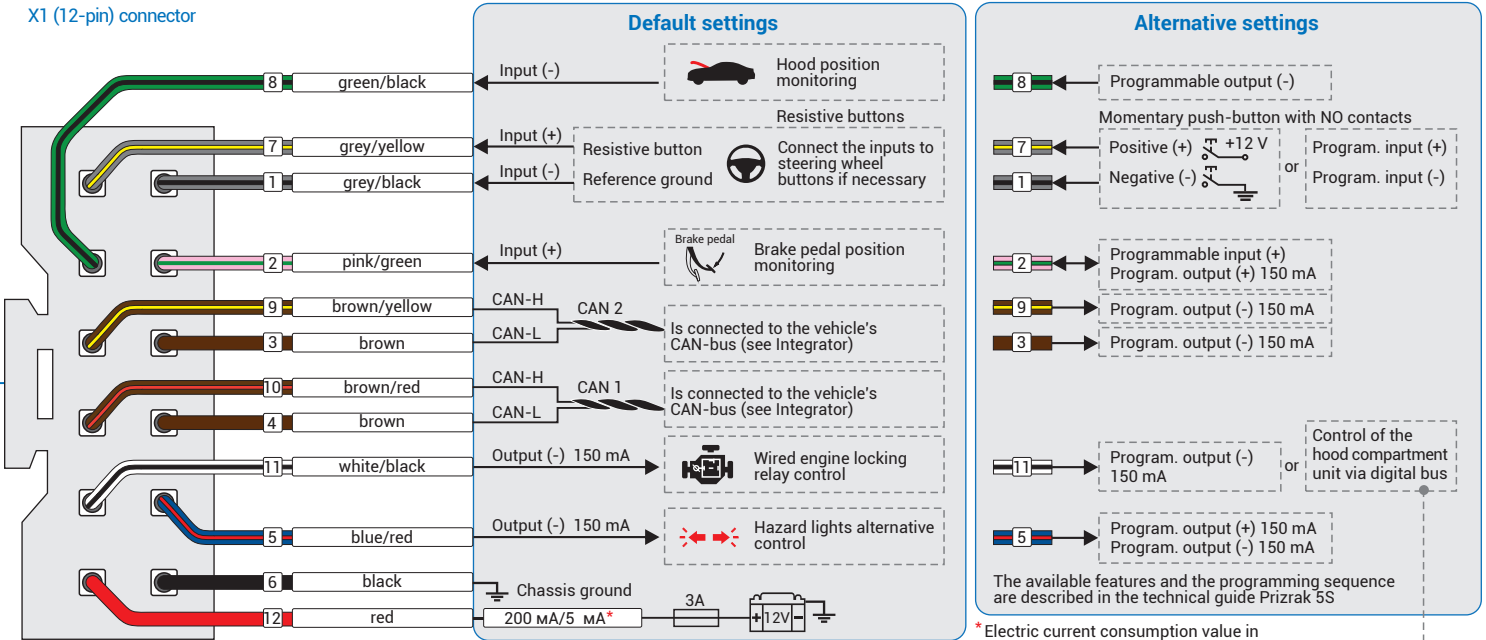 X1 (12-pin) connector
Default settings
Alternative settings
8 green/black
Input (-)
Hood position
monitoring
8
Programmable output (-)
Resistive buttons
Momentary push-button with NO contacts
7 grey/yellow
Input (+)
Resistive button
1 grey/black
Input (-)
Reference ground
Connect the inputs to
steering wheel
buttons if necessary
7
Positive (+)
+12 V
1
Negative (-)
or
Program. input (+)
Program. input (-)
2 pink/green
Input (+)
Brake pedal
Brake pedal position
monitoring
2
Programmable input (+)
Program. output (+) 150 mA
9 brown/yellow
CAN-H
CAN 2
3 brown
CAN-L
Is connected to the vehicle's
CAN-bus (see Integrator)
9
Program. output (-) 150 mA
3
Program. output (-) 150 mA
10 brown/red
CAN-H
CAN 1
4 brown
CAN-L
Is connected to the vehicle's
CAN-bus (see Integrator)
11 white/black
Output (-) 150 mA
Wired engine locking
relay control
11
Program. output (-)
150 mA
or
Control of the
hood compartment
unit via digital bus
5 blue/red
Output (-) 150 mA
Hazard lights alternative
control
5
Program. output (+) 150 mA
Program. output (-) 150 mA
6 black
Chassis ground
12 red
200 мА/5 мА*
3A
+12V-
The available features and the programming sequence
are described in the technical guide Prizrak 5S
* Electric current consumption value in